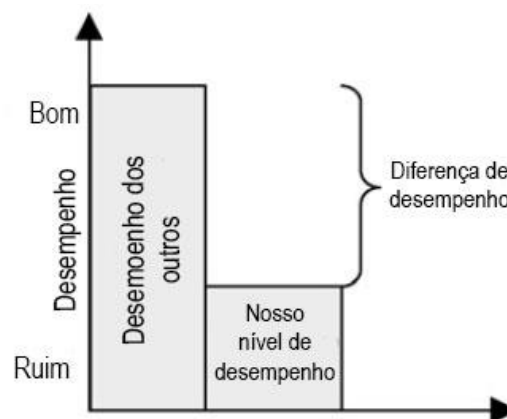 Bom
Desempenho
Ruim
Desemoenho dos
outros
Nosso
nível de
desempenho
Diferença de
desempenho